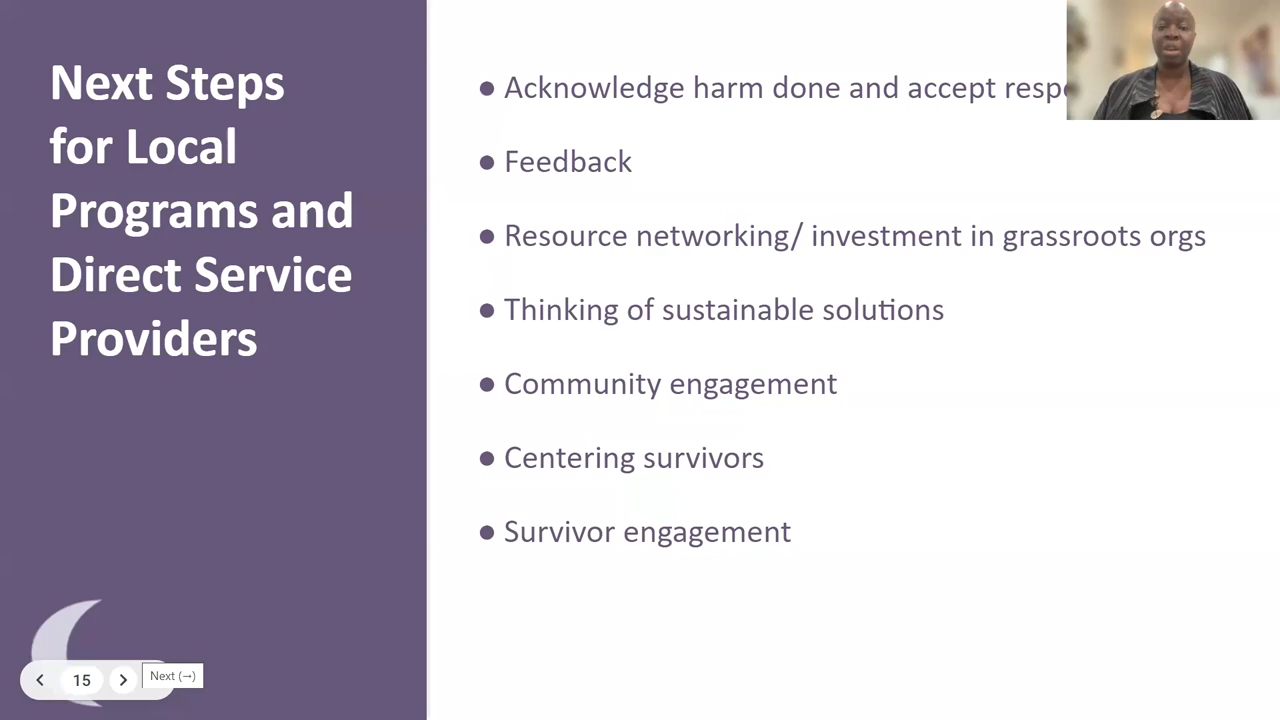 Next Steps
for Local
Programs and
Direct Service
Providers
● Acknowledge harm done and accept
● Feedback
● Resource networking/ investment in grassroots orgs
● Thinking of sustainable solutions
● Community engagement
● Centering survivors
● Survivor engagement
15
Next (→)